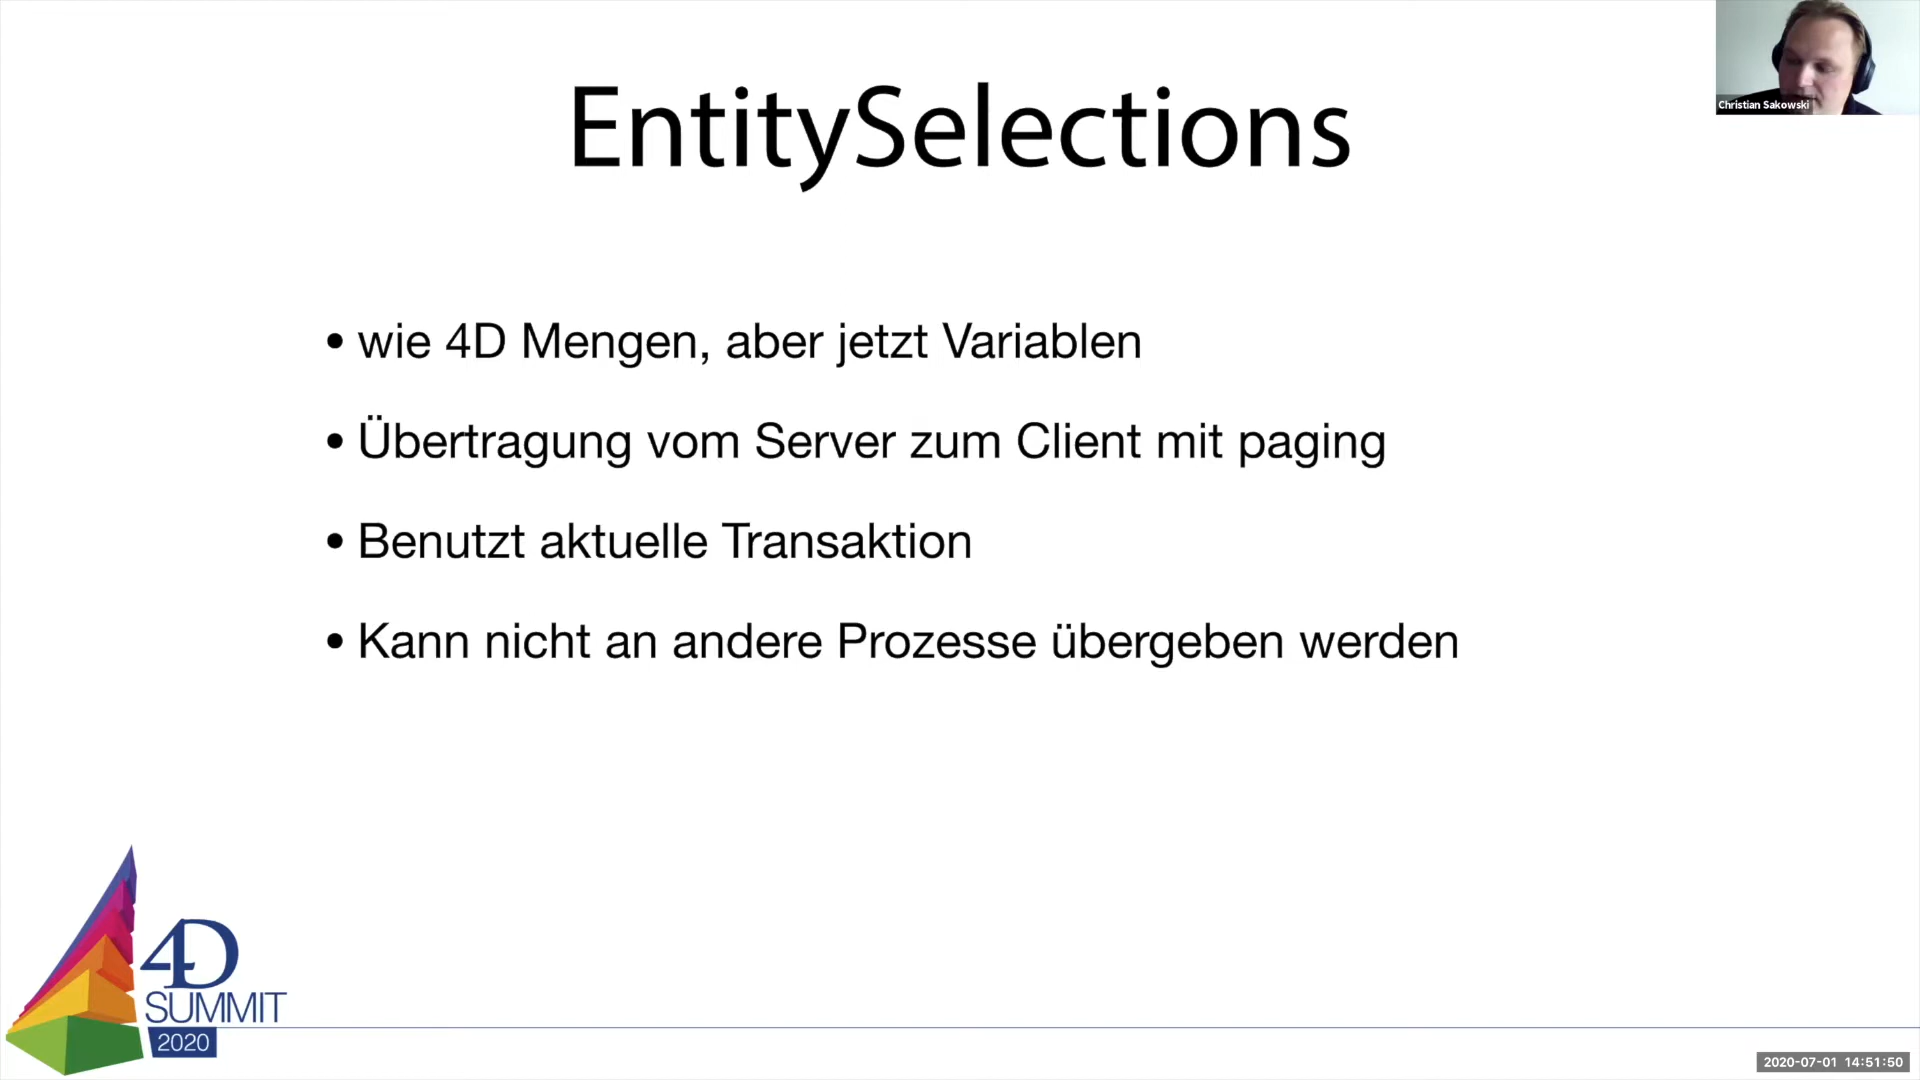 EntitySelections
Christian Sakowski
• wie 4D Mengen, aber jetzt Variablen
• Übertragung vom Server zum Client mit paging
• Benutzt aktuelle Transaktion
• Kann nicht an andere Prozesse übergeben werden
4D
SUMMIT
2020
2020-07-01 14:51:50